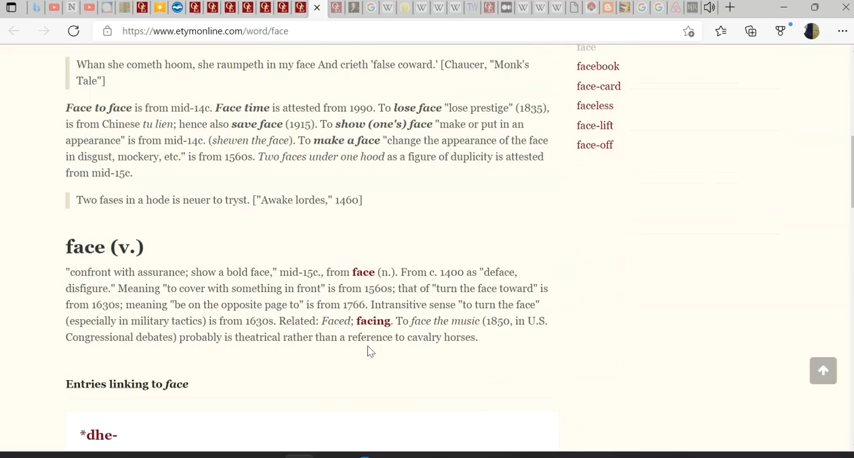 https://www.etymonline.com/word/face
face
When she cometh hoom, she raumpeth in my face And crieth 'false coward.' [Chaucer, "Monk's
Tale"]
facebook
face-card
faceless
face-lift
face-off
Face to face is from mid-14c. Face time is attested from 1990. To lose face "lose prestige" (1835),
is from Chinese tu lien; hence also save face (1915). To show (one's) face "make or put in an
appearance" is from mid-14c. (shewen the face). To make a face "change the appearance of the face
in disgust, mockery, etc." is from 1560s. Two faces under one hood as a figure of duplicity is attested
from mid-15c.
Two fases in a hode is neuer to tryst. ["Awake lordes," 1460]
face (v.)
"confront with assurance; show a bold face," mid-15c., from face (n.). From c. 1400 as "deface,
disfigure." Meaning "to cover with something in front" is from 1560s; that of "turn the face toward" is
from 1630s; meaning "be on the opposite page to" is from 1766. Intransitive sense "to turn the face"
(especially in military tactics) is from 1630s. Related: Faced; facing. To face the music (1850, in U.S.
Congressional debates) probably is theatrical rather than a reference to cavalry horses.
Entries linking to face
*dhe-